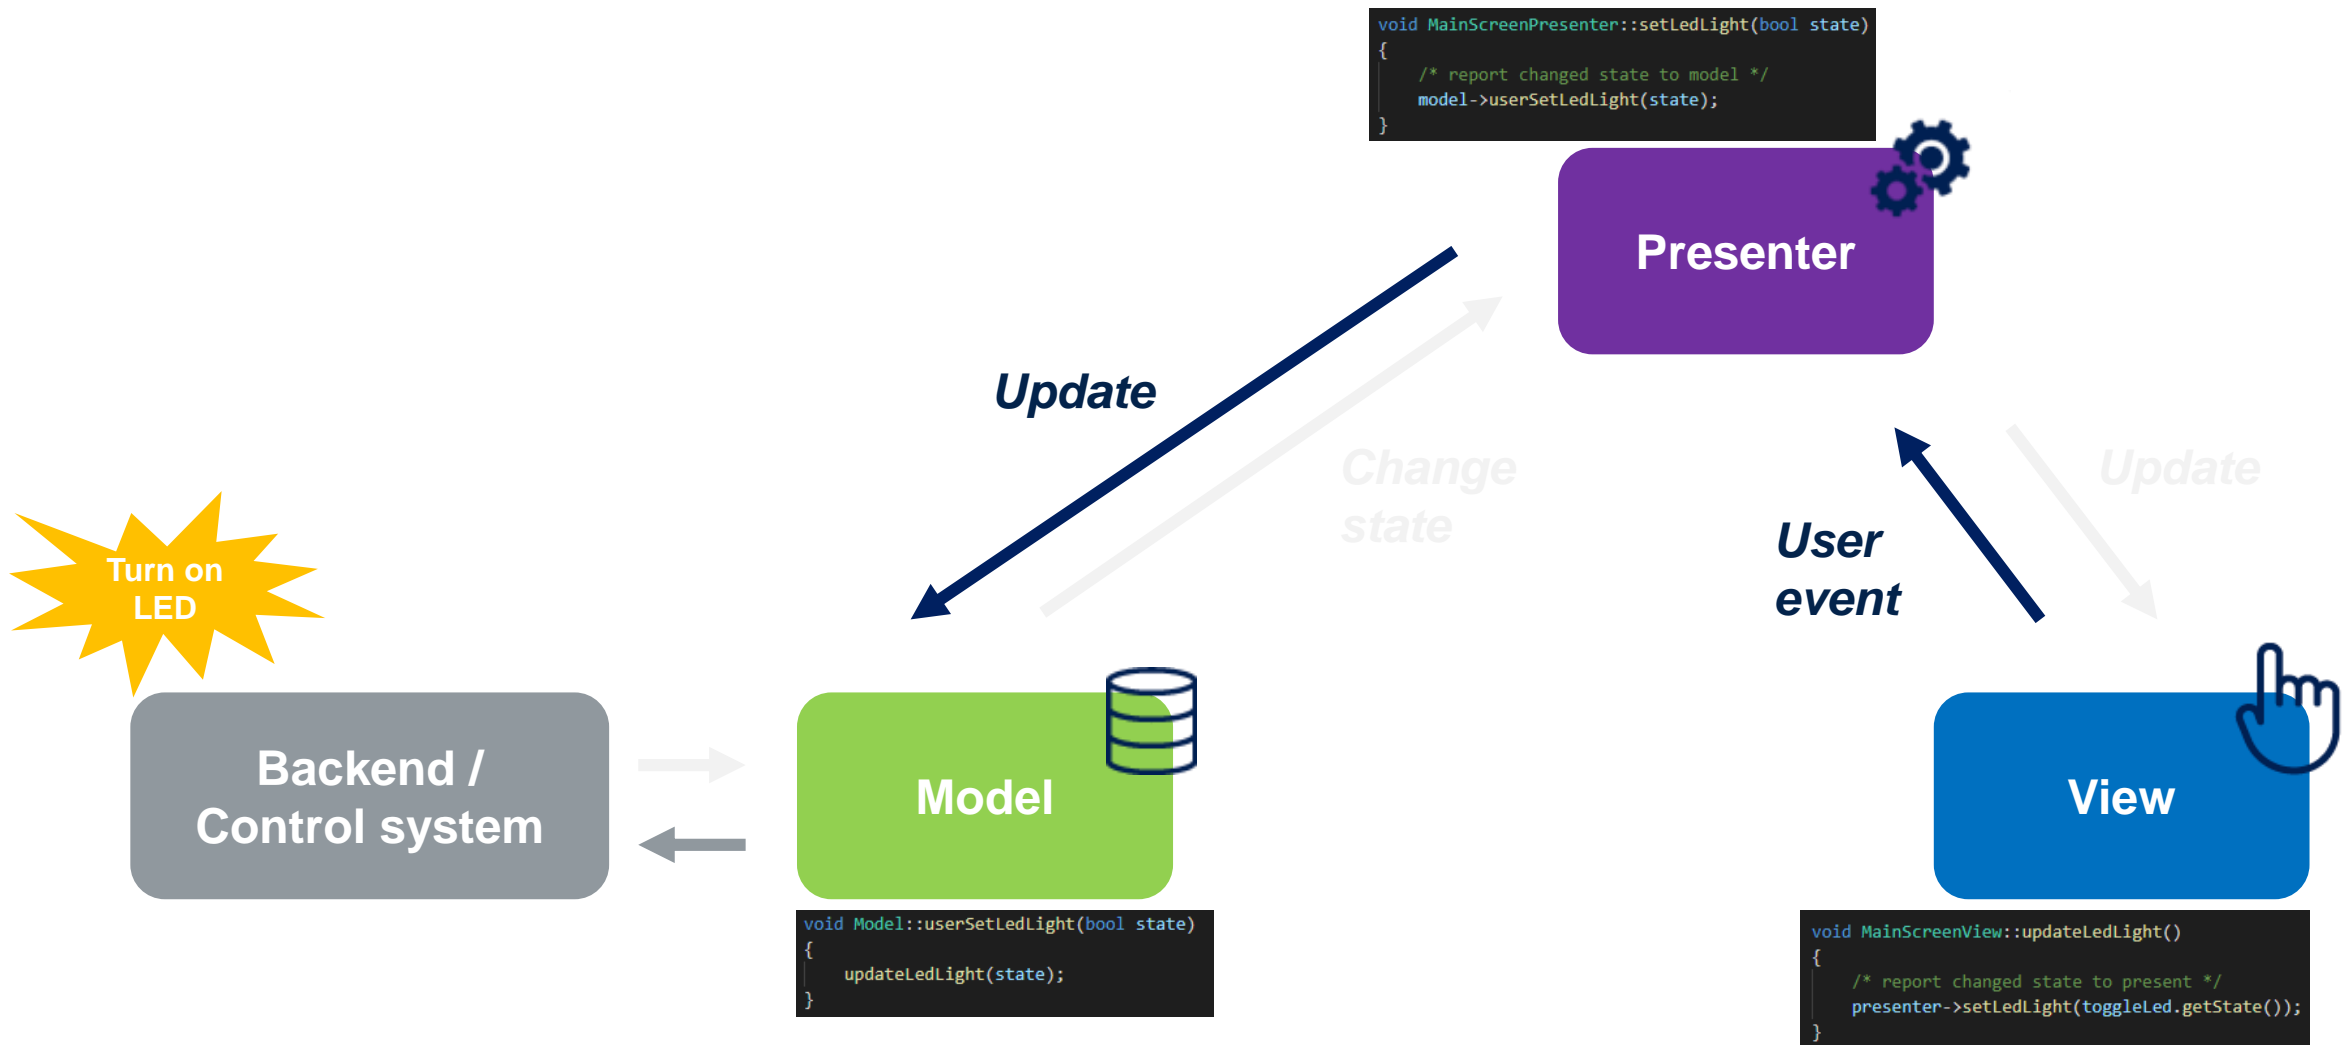 void MainScreenPresenter::setLedLight(bool state)
{
/* report changed state to model */
model->userSetLedLight(state);
}
Presenter
Update
Change
state
Update
User
event
Turn on
LED
Backend /
Control system
Model
View
void Model::userSetLedLight(bool state)
{
updateLedLight(state);
}
void MainScreenView::updateLedLight()
{
/* report changed state to present */
presenter->setLedLight(toggleLed.getState());
}